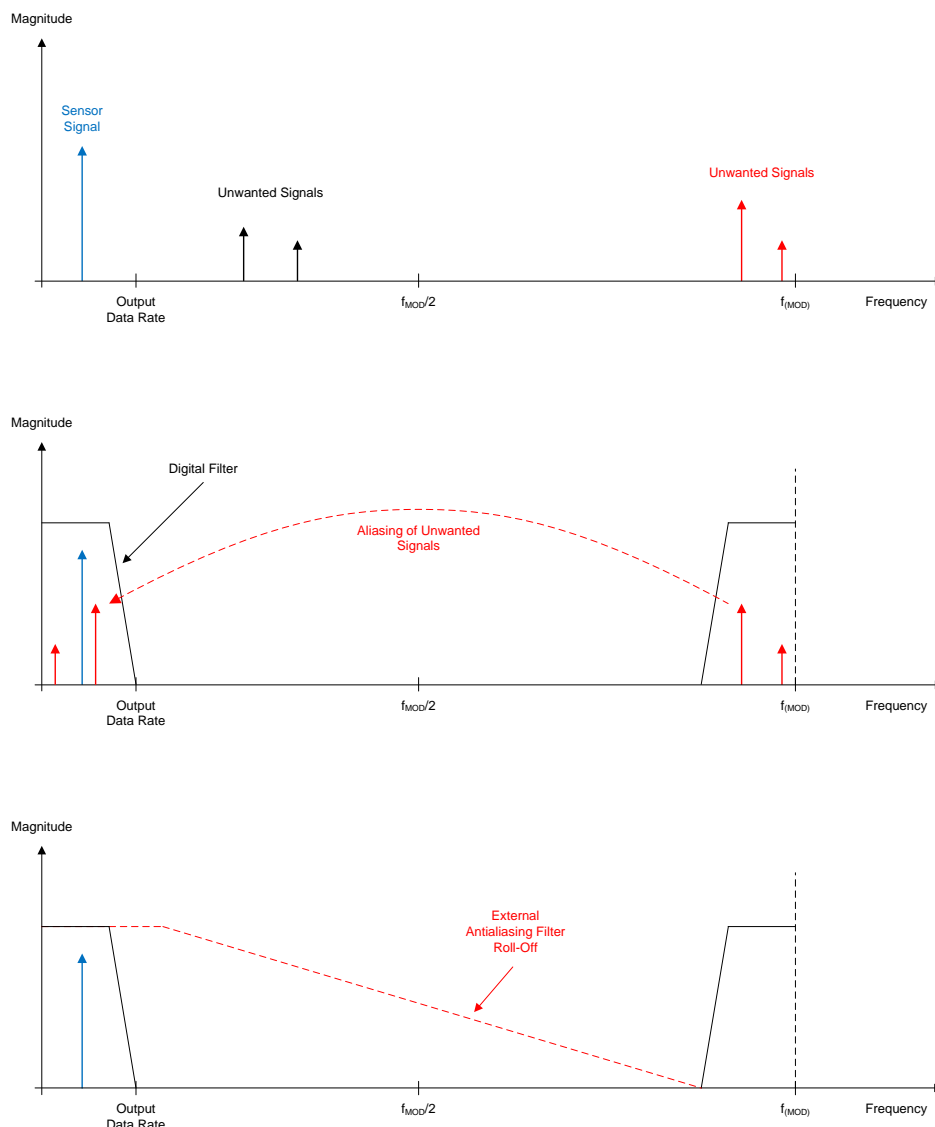 Magnitude
Sensor
Signal
Unwanted Signals
Unwanted Signals
Output
Data Rate
fMOD/2
f(MOD)
Frequency
Magnitude
Digital Filter
Aliasing of Unwanted
Signals
Output
Data Rate
fMOD/2
f(MOD)
Frequency
Magnitude
External
Antialiasing Filter
Roll-Off
Output
Data Rate
fMOD/2
f(MOD)
Frequency